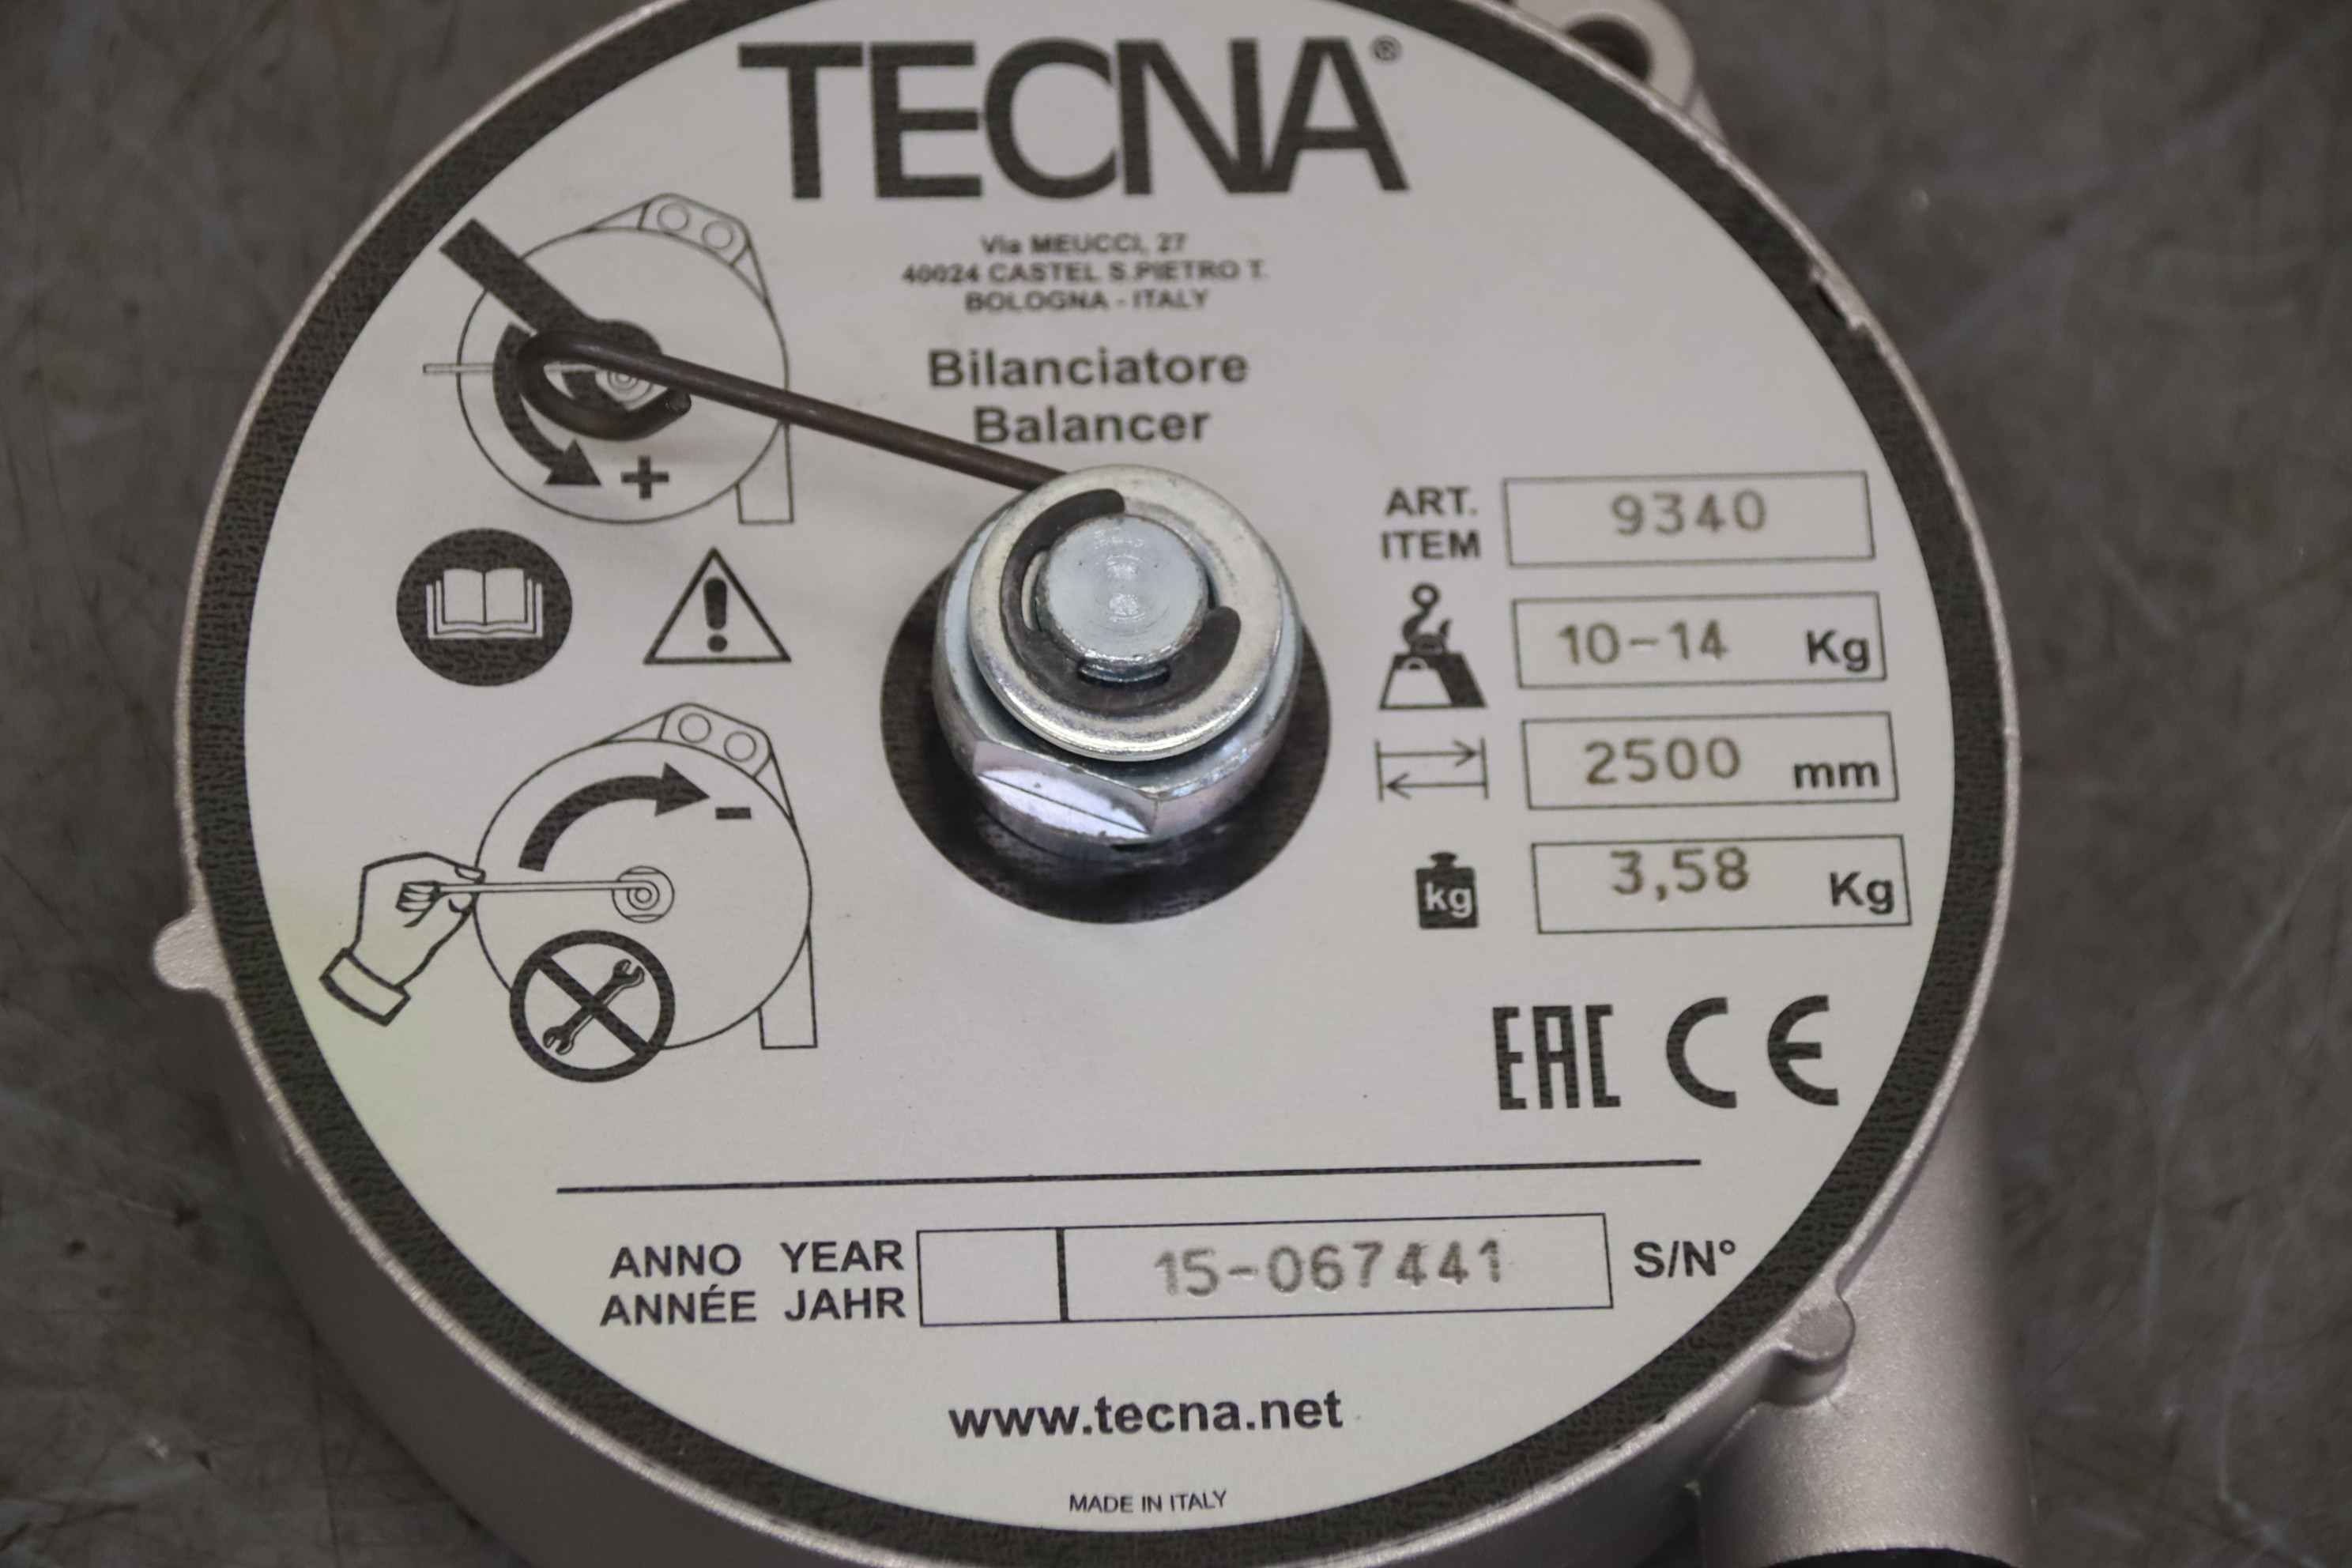 TECNA®
Via MEUCCI, 27
40024 CASTEL S.PIETRO T.
BOLOGNA - ITALY
Bilanciatore
Balancer
+
ART. ITEM 9340
10-14 Kg
2500 mm
-
kg 3,58 Kg
EAC CE
ANNO YEAR
ANNÉE JAHR
15-067441 S/N°
www.tecna.net
MADE IN ITALY